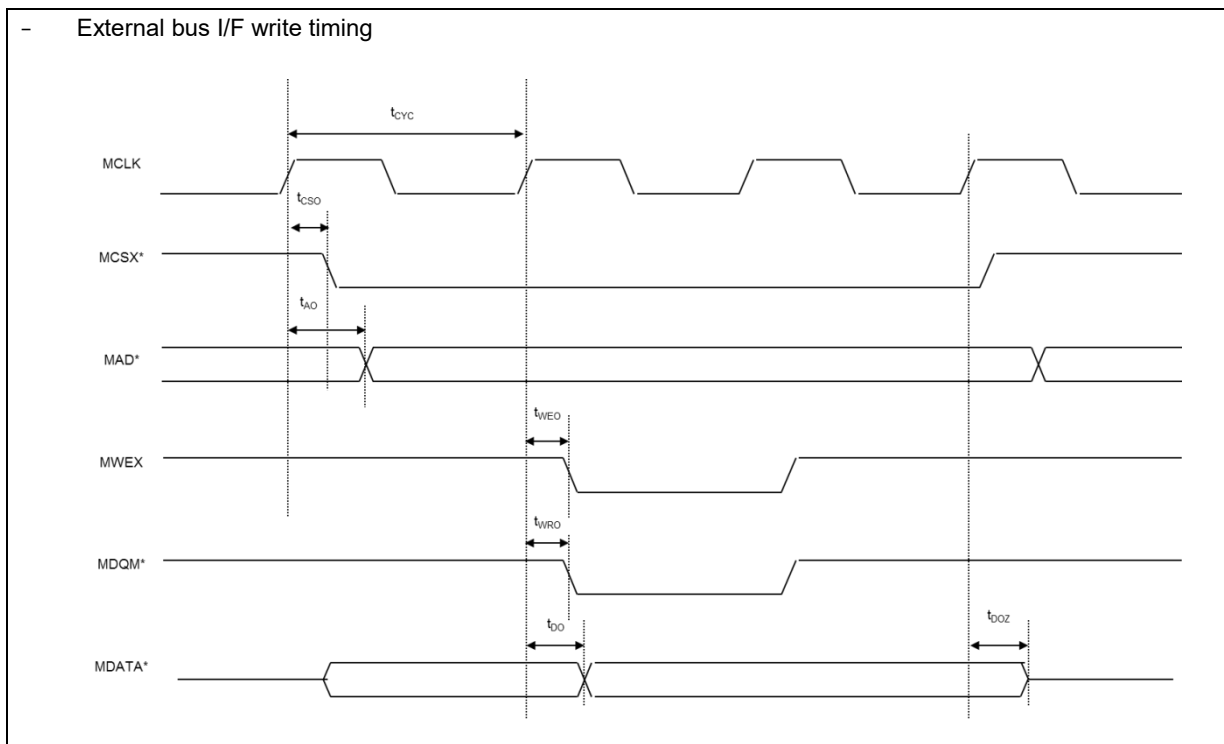 – External bus I/F write timing
tCYC
MCLK
tCSO
MCSX*
tAO
MAD*
tWEO
MWEX
tWRO
MDQM*
tDO
tDOZ
MDATA*